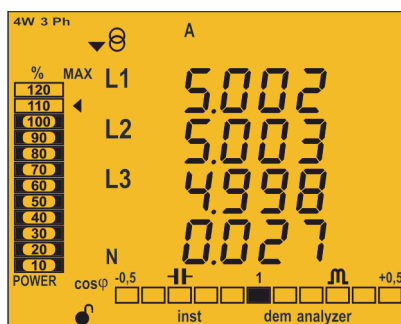 4W 3 Ph
A
% MAX L1 5.002
120
110
100
90
L2 5.003
80
70
60
L3 4.998
50
40
30
20
10
N 0.027
POWER
cosφ -0,5 1 +0,5
inst dem analyzer